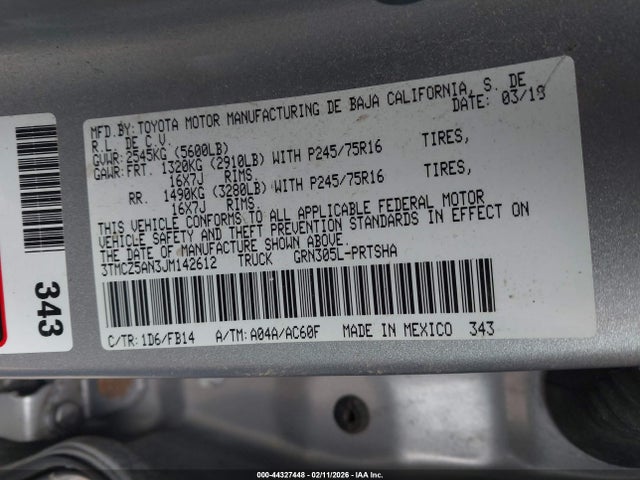 MFD.BY:TOYOTA MOTOR MANUFACTURING DE BAJA CALIFORNIA, S. DE
R.L. DE C.V. DATE: 03/18
GVWR:2545KG (5600LB)
GAWR:FRT. 1320KG (2910LB) WITH P245/75R16 TIRES,
16X7J RIMS.
RR. 1490KG (3280LB) WITH P245/75R16 TIRES,
16X7J RIMS.
THIS VEHICLE CONFORMS TO ALL APPLICABLE FEDERAL MOTOR
VEHICLE SAFETY AND THEFT PREVENTION STANDARDS IN EFFECT ON
THE DATE OF MANUFACTURE SHOWN ABOVE.
3TMCZ5AN3JM142612 TRUCK GRN305L-PRTSHA
C/TR:1D6/FB14 A/TM:A04A/AC60F MADE IN MEXICO 343
343
000-44327448 - 02/11/2026 - IAA Inc.